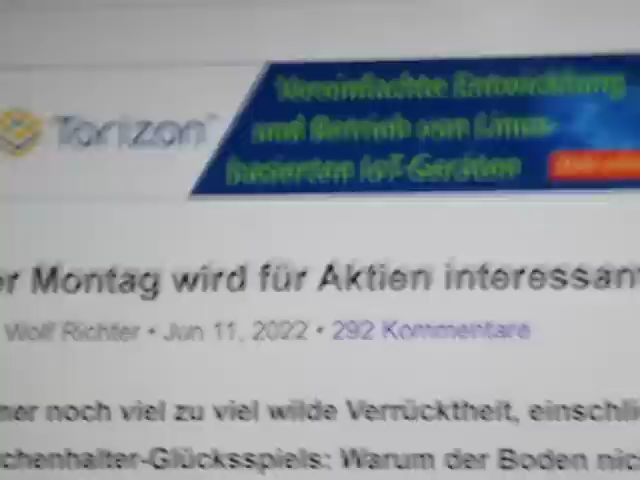 Torizon
Vereinfachte Entwicklung
und Betrieb von Linux-
basierten IoT-Geräten
er Montag wird für Aktien interessant
Wolf Richter • Jun 11, 2022 • 292 Kommentare
mer noch viel zu viel wilde Verrücktheit, einschli
chenhalter-Glücksspiels: Warum der Boden nic